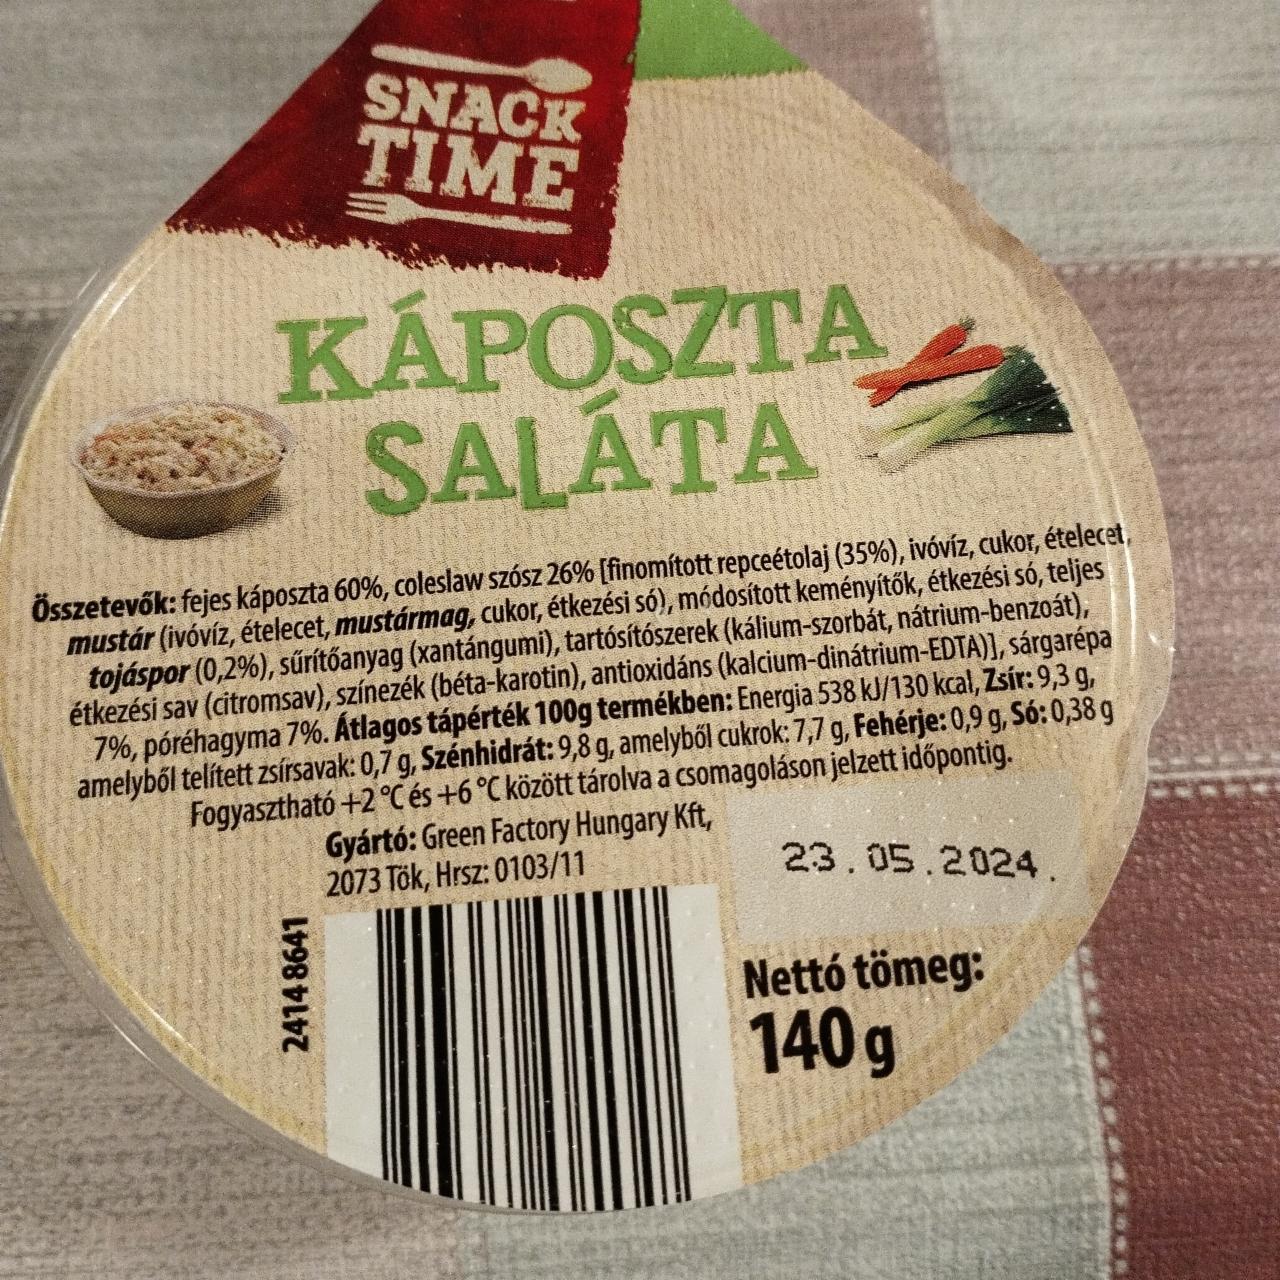 SNACK
TIME
KÁPOSZTA
SALÁTA
Összetevők: fejes káposzta 60%, coleslaw szósz 26% [finomított repceétolaj (35%), ivóvíz, cukor, ételecet,
mustár (ivóvíz, ételecet, mustármag, cukor, étkezési só), módosított keményítők, étkezési só, teljes
tojáspor (0,2%), sűrítőanyag (xantángumi), tartósítószerek (kálium-szorbát, nátrium-benzoát),
étkezési sav (citromsav), színezék (béta-karotin), antioxidáns (kalcium-dinátrium-EDTA)], sárgarépa
7%, póréhagyma 7%. Átlagos tápérték 100g termékben: Energia 538 kJ/130 kcal, Zsír: 9,3 g,
amelyből telített zsírsavak: 0,7 g, Szénhidrát: 9,8 g, amelyből cukrok: 7,7 g, Fehérje: 0,9 g, Só: 0,38 g
Fogyasztható +2 °C és +6 °C között tárolva a csomagoláson jelzett időpontig.
Gyártó: Green Factory Hungary Kft,
2073 Tök, Hrsz: 0103/11
23.05.2024.
2414 8641
Nettó tömeg:
140 g